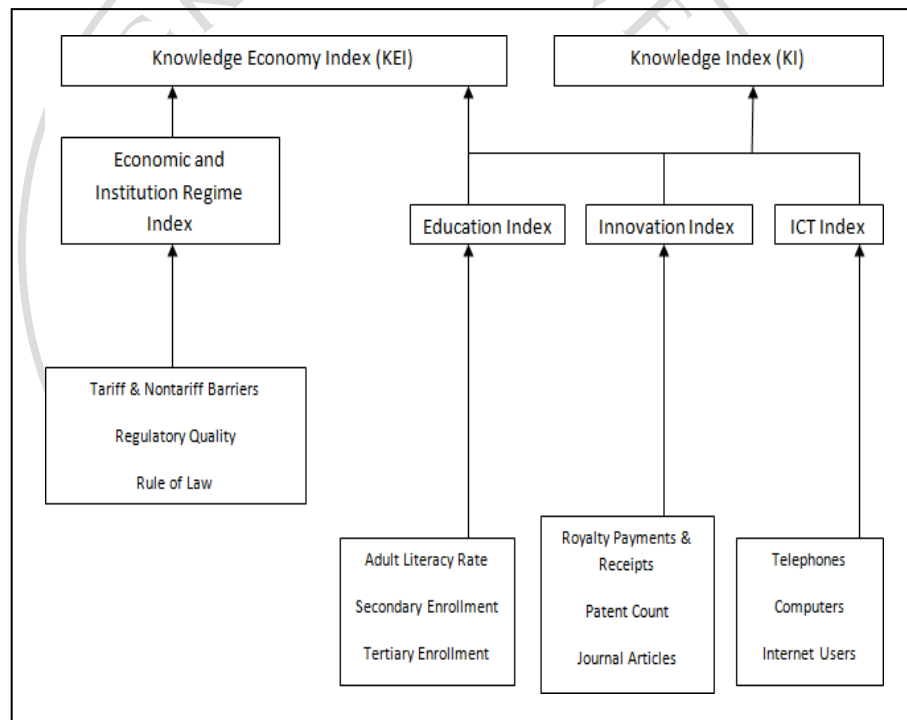 Knowledge Economy Index (KEI)
Knowledge Index (KI)
Economic and
Institution Regime
Index
Education Index
Innovation Index
ICT Index
Tariff & Nontariff Barriers
Regulatory Quality
Rule of Law
Adult Literacy Rate
Secondary Enrollment
Tertiary Enrollment
Royalty Payments &
Receipts
Patent Count
Journal Articles
Telephones
Computers
Internet Users